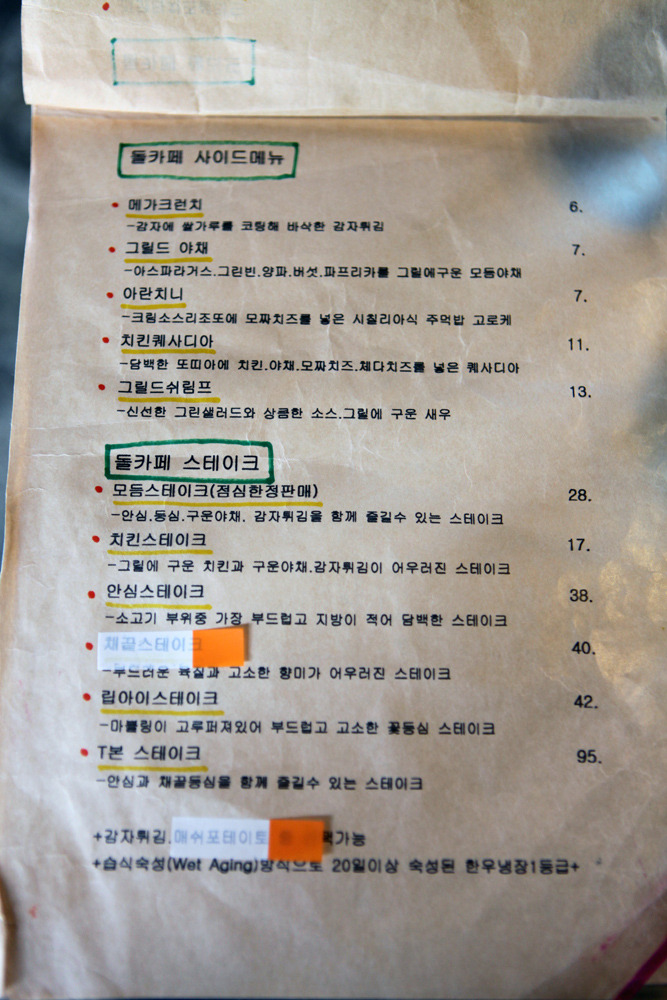 돌카페 사이드메뉴
메가크런치 6.
-감자에 쌀가루를 코팅해 바삭한 감자튀김
그릴드 야채 7.
-아스파라거스.그린빈.양파.버섯.파프리카를 그릴에구운 모듬야채
아란치니 7.
-크림소스리조또에 모짜치즈를 넣은 시칠리아식 주먹밥 고로케
치킨퀘사디아 11.
-담백한 또띠아에 치킨.야채.모짜치즈.체다치즈를 넣은 퀘사디아
그릴드쉬림프 13.
-신선한 그린샐러드와 상큼한 소스.그릴에 구운 새우
돌카페 스테이크
모듬스테이크(점심한정판매) 28.
-안심.등심.구운야채. 감자튀김을 함께 즐길수 있는 스테이크
치킨스테이크 17.
-그릴에 구운 치킨과 구운야채.감자튀김이 어우러진 스테이크
안심스테이크 38.
-소고기 부위중 가장 부드럽고 지방이 적어 담백한 스테이크
채끝스테이크 40.
-부드러운 육질과 고소한 향미가 어우러진 스테이크
립아이스테이크 42.
-마블링이 고루퍼져있어 부드럽고 고소한 꽃등심 스테이크
T본 스테이크 95.
-안심과 채끝등심을 함께 즐길수 있는 스테이크
+감자튀김.매쉬포테이토
+습식숙성(Wet Aging)방식으로 20일이상 숙성된 한우냉장1등급+